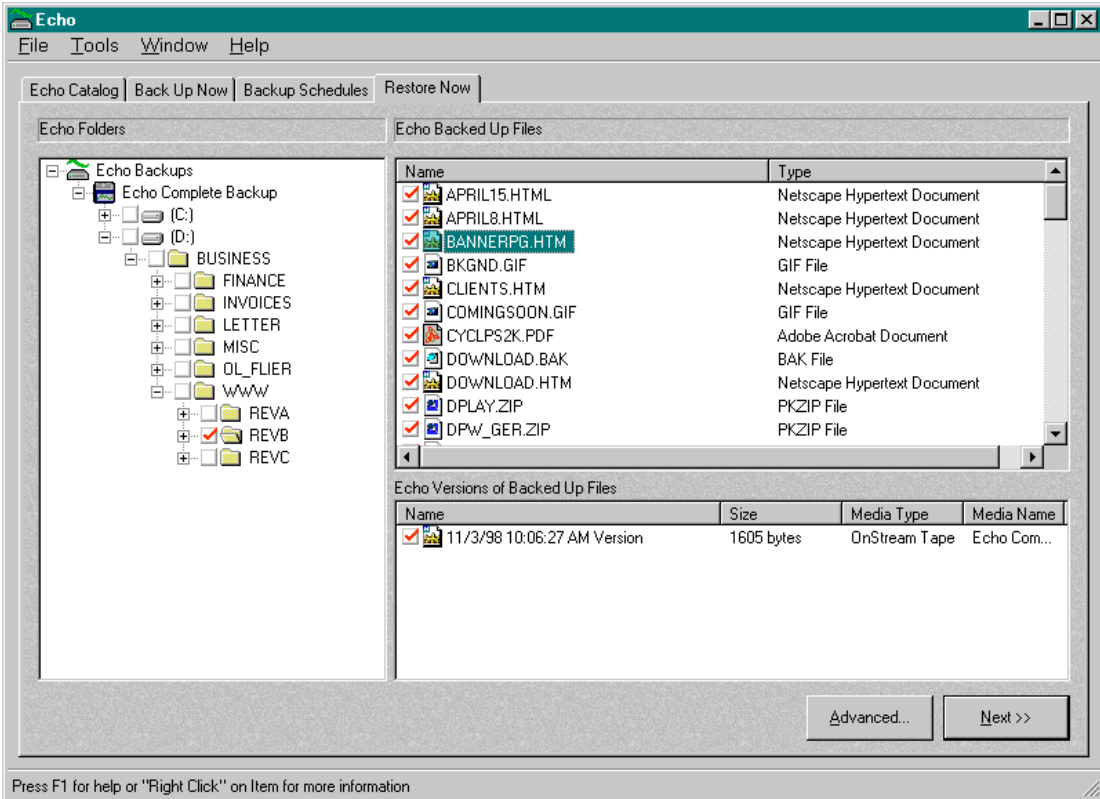 Echo
File Tools Window Help
Echo Catalog Back Up Now Backup Schedules Restore Now
Echo Folders
Echo Backups
Echo Complete Backup
(C:)
(D:)
BUSINESS
FINANCE
INVOICES
LETTER
MISC
OL_FLIER
WWW
REVA
REVB
REVC
Echo Backed Up Files
Name Type
APRIL15.HTML Netscape Hypertext Document
APRIL8.HTML Netscape Hypertext Document
BANNERPG.HTM Netscape Hypertext Document
BKGND.GIF GIF File
CLIENTS.HTM Netscape Hypertext Document
COMINGSOON.GIF GIF File
CYCLPS2K.PDF Adobe Acrobat Document
DOWNLOAD.BAK BAK File
DOWNLOAD.HTM Netscape Hypertext Document
DPLAY.ZIP PKZIP File
DPW_GER.ZIP PKZIP File
Echo Versions of Backed Up Files
Name Size Media Type Media Name
11/3/98 10:06:27 AM Version 1605 bytes OnStream Tape Echo Com...
Advanced... Next >>
Press F1 for help or "Right Click" on Item for more information